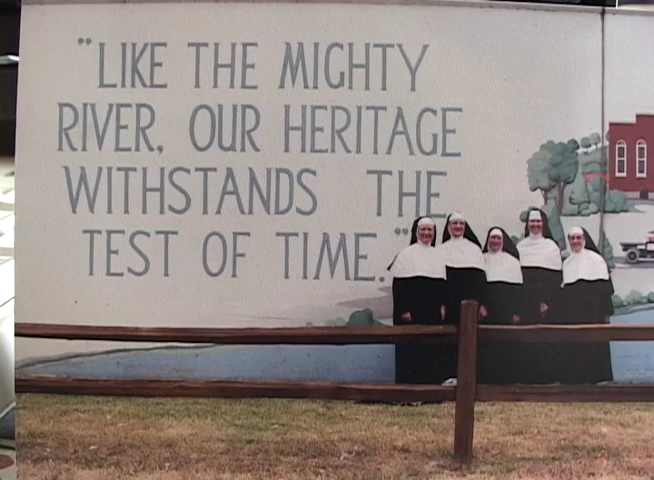 "LIKE THE MIGHTY
RIVER, OUR HERITAGE
WITHSTANDS THE
TEST OF TIME."